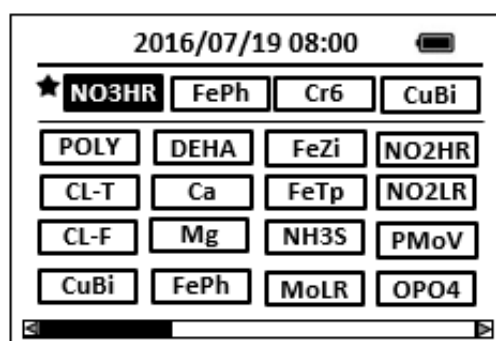 2016/07/19 08:00
NO3HR FePh Cr6 CuBi
POLY DEHA FeZi NO2HR
CL-T Ca FeTp NO2LR
CL-F Mg NH3S PMoV
CuBi FePh MoLR OPO4